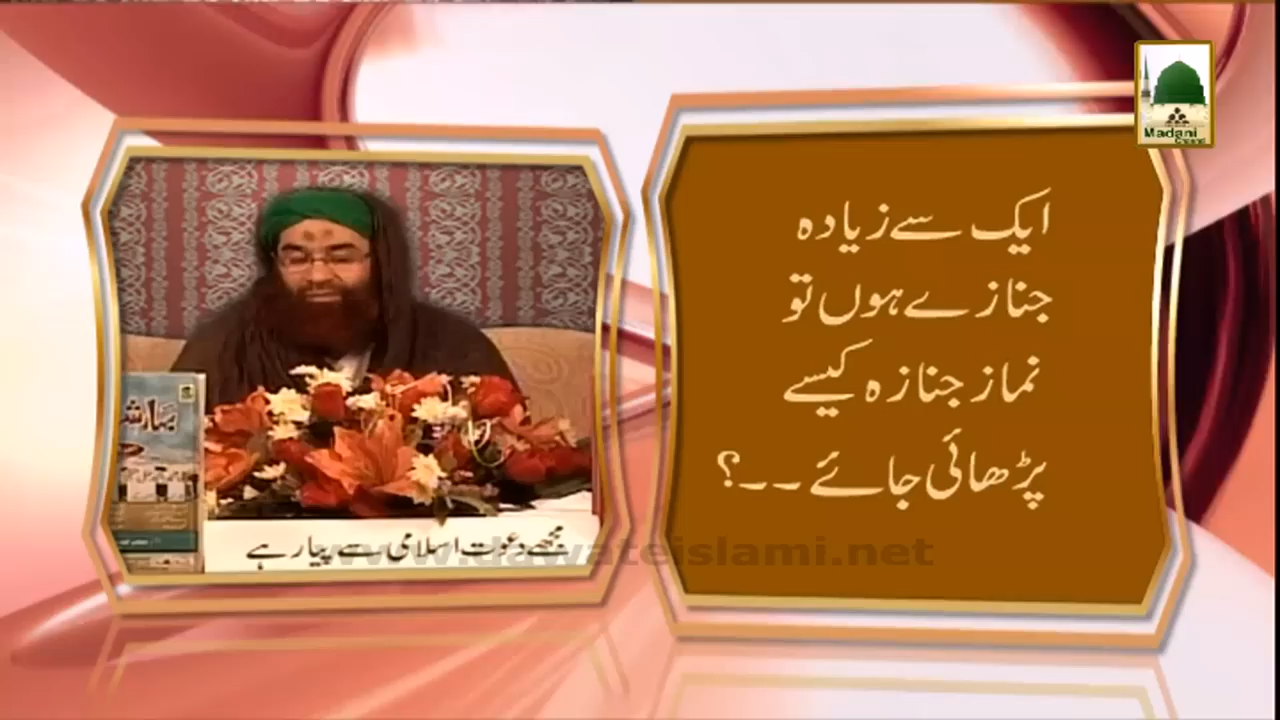 ایک سے زیادہ
جنازے ہوں تو
نماز جنازہ کیسے
پڑھائی جائے ۔۔؟
مجھے دعوت اسلامی سے پیار ہے
www.dawateislami.net
Madani
بہار